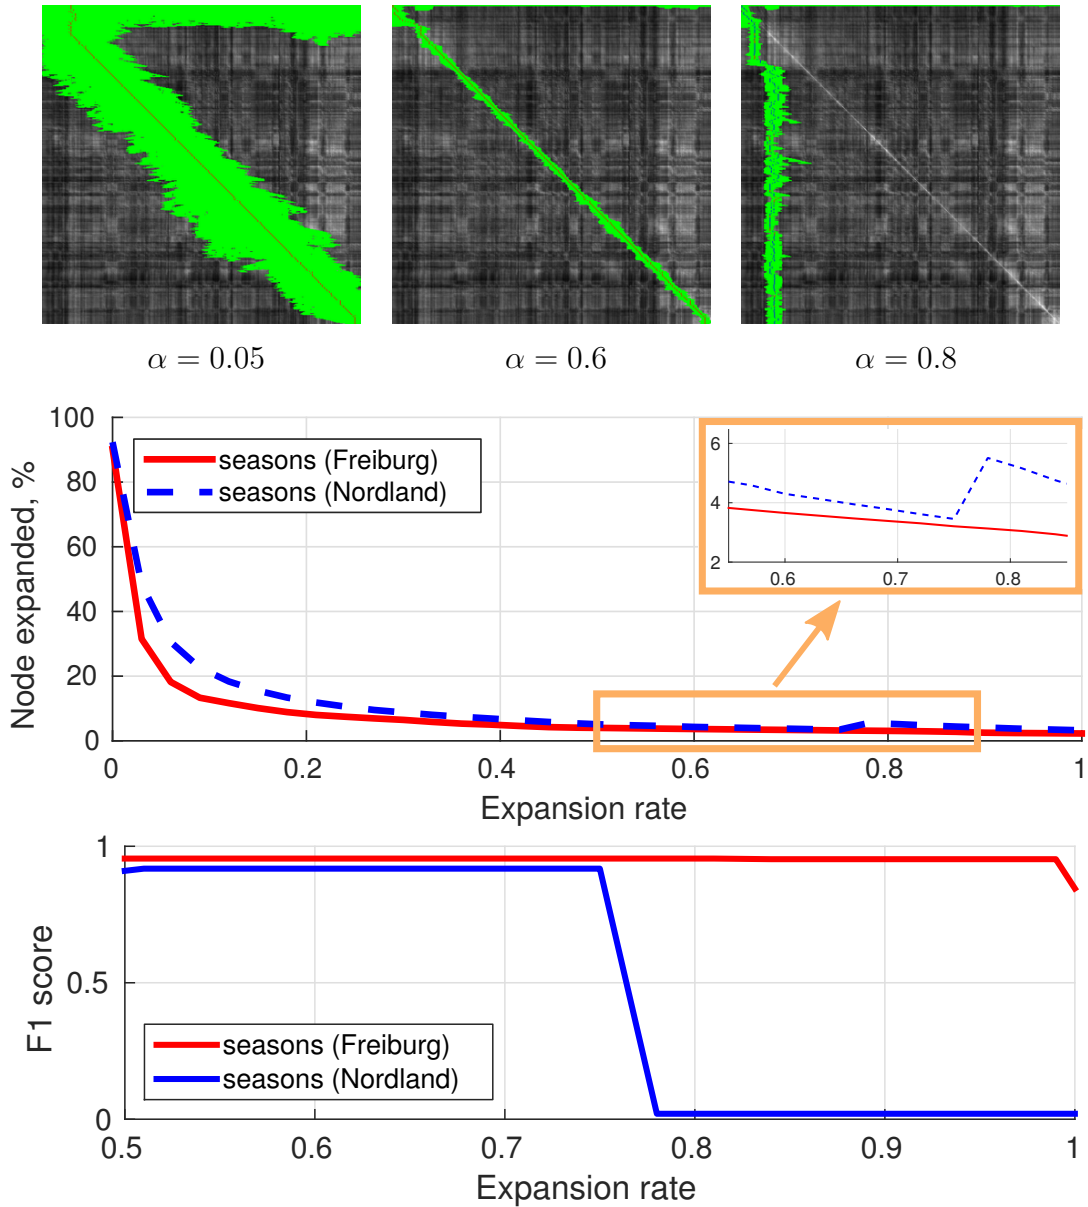 α = 0.05 α = 0.6 α = 0.8
100
80
60
40
20
0
Node expanded, %
seasons (Freiburg)
seasons (Nordland)
6
4
2
0.6 0.7 0.8
0 0.2 0.4 0.6 0.8 1
Expansion rate
1
0.5
0
F1 score
seasons (Freiburg)
seasons (Nordland)
0.5 0.6 0.7 0.8 0.9 1
Expansion rate